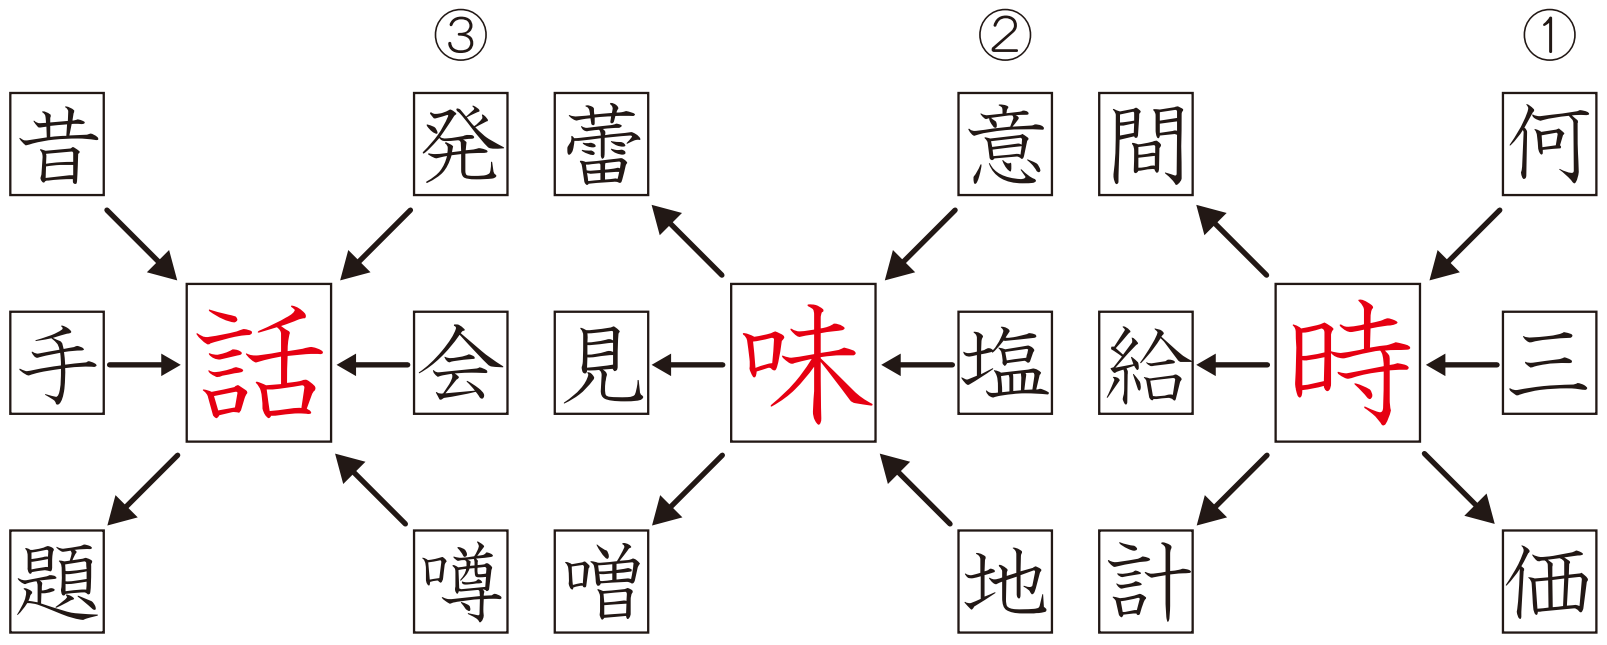 ①
何
間
三
時
給
価
計
②
意
蕾
塩
味
見
地
噌
③
発
昔
会
話
手
噂
題